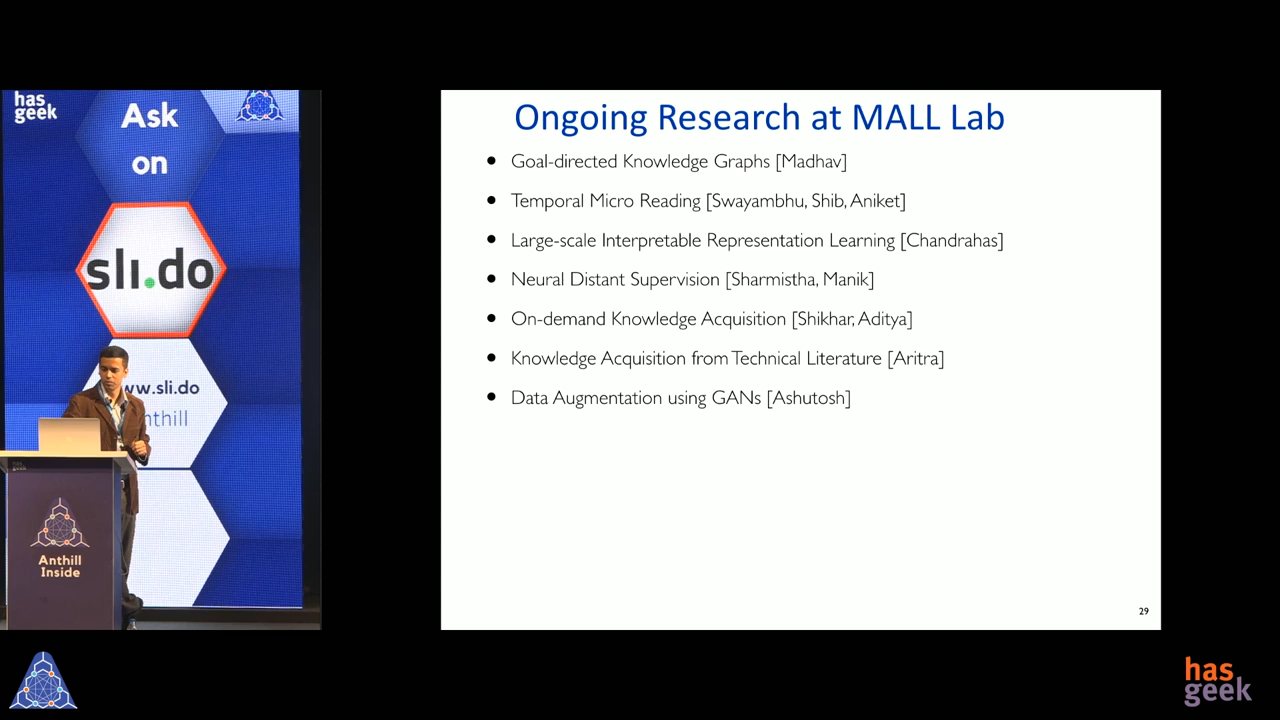 has
geek
Ask
on
sli.do
www.sli.do
anthill
geek
Anthill
Inside
Ongoing Research at MALL Lab
• Goal-directed Knowledge Graphs [Madhav]
• Temporal Micro Reading [Swayambhu, Shib, Aniket]
• Large-scale Interpretable Representation Learning [Chandrahas]
• Neural Distant Supervision [Sharmistha, Manik]
• On-demand Knowledge Acquisition [Shikhar, Aditya]
• Knowledge Acquisition from Technical Literature [Aritra]
• Data Augmentation using GANs [Ashutosh]
29
has
geek